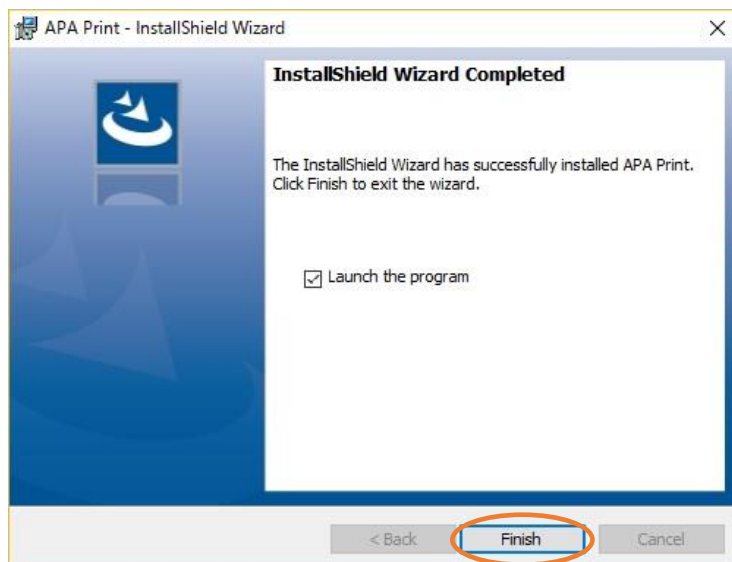 APA Print - InstallShield Wizard
InstallShield Wizard Completed
The InstallShield Wizard has successfully installed APA Print.
Click Finish to exit the wizard.
Launch the program
< Back
Finish
Cancel